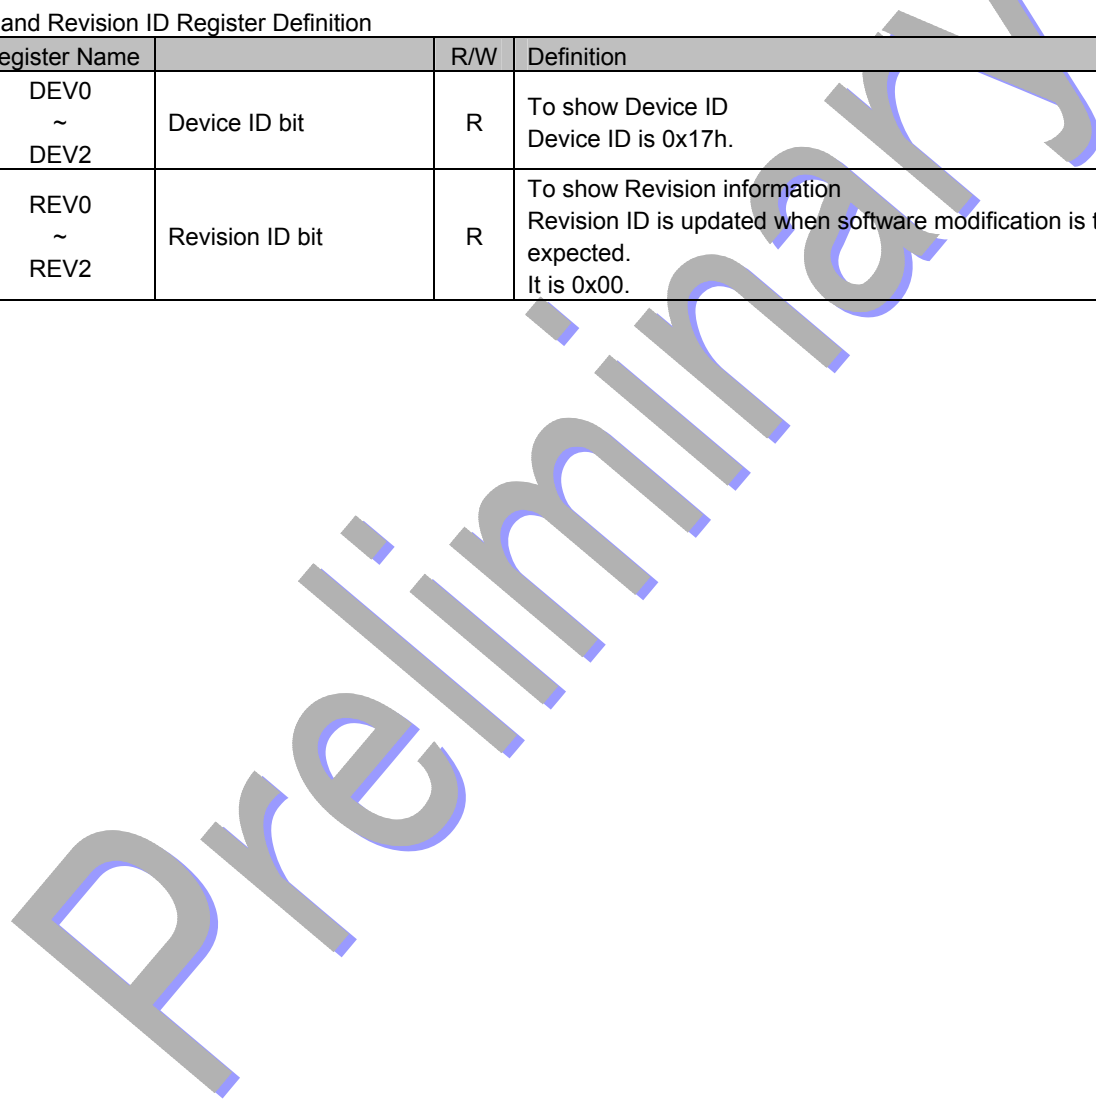 and Revision ID Register Definition
egister Name R/W Definition
DEV0
~
DEV2
Device ID bit
R
To show Device ID
Device ID is 0x17h.
REV0
~
REV2
Revision ID bit
R
To show Revision information
Revision ID is updated when software modification is t
expected.
It is 0x00.
Preliminary